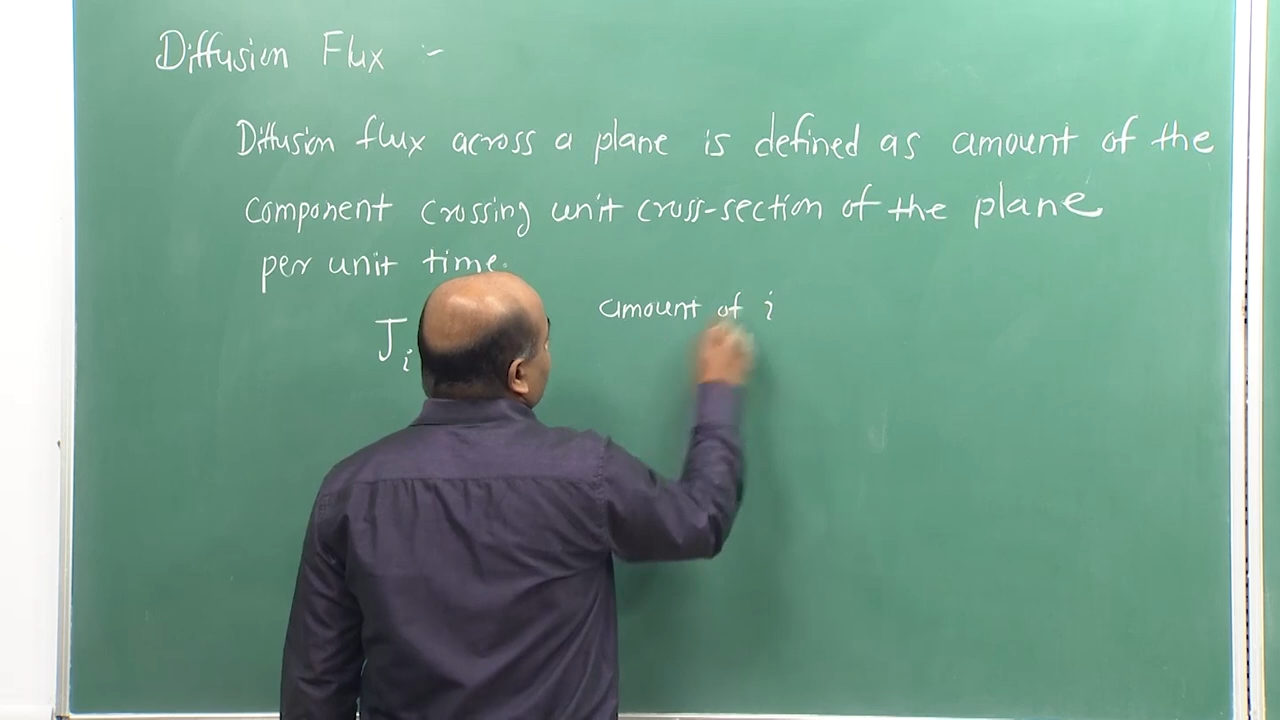 Diffusion Flux :-
Diffusion flux across a plane is defined as amount of the
component crossing unit cross-section of the plane
per unit time.
J_i amount of i